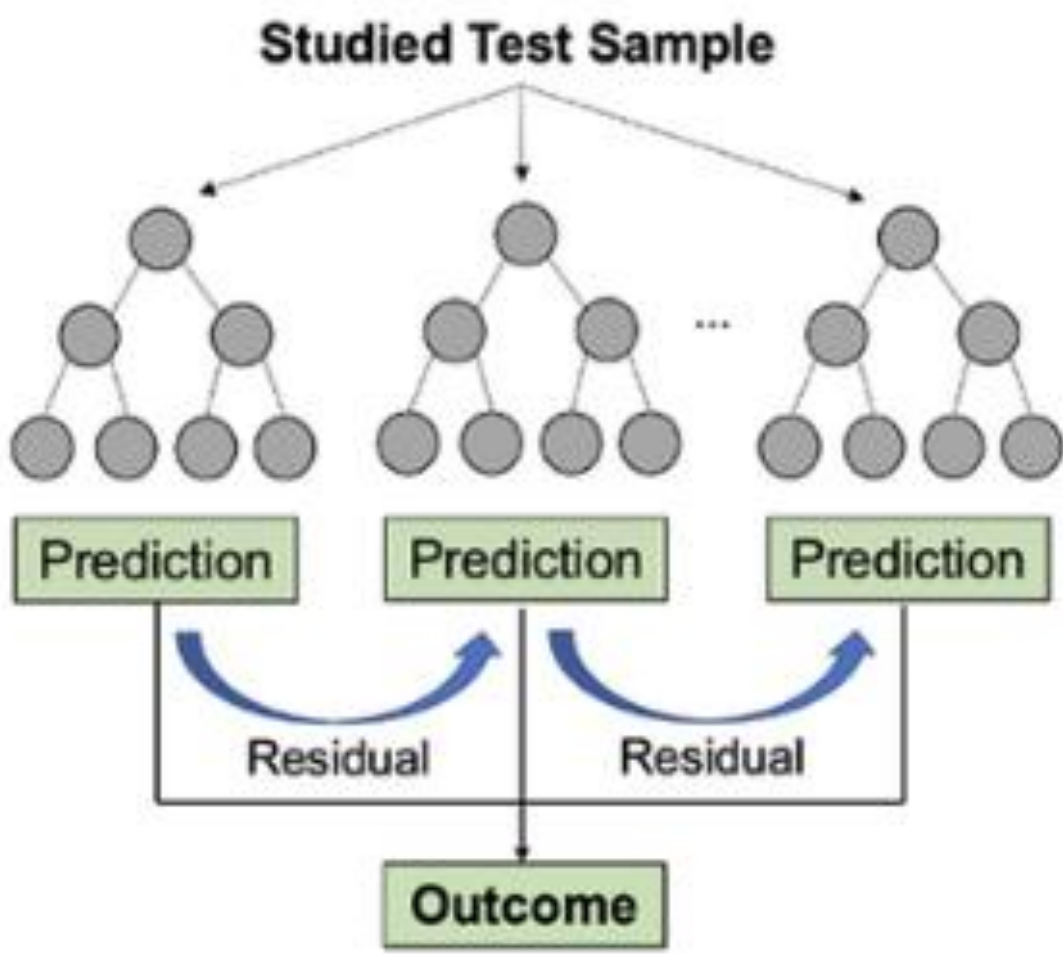 Studied Test Sample
...
Prediction
Prediction
Prediction
Residual
Residual
Outcome